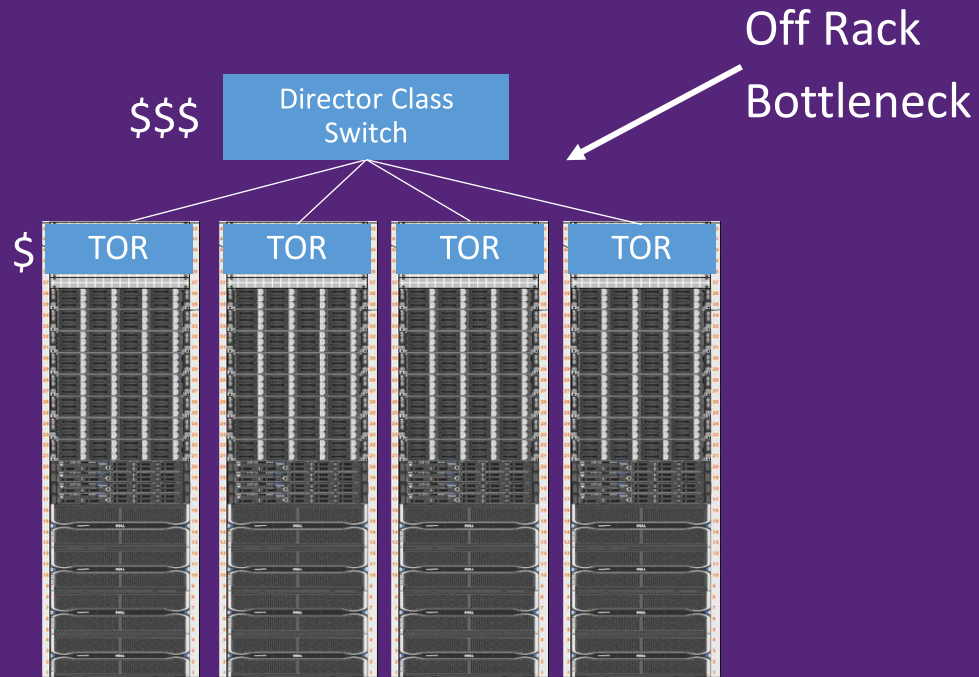 Off Rack
Bottleneck
$$$
Director Class
Switch
$
TOR
TOR
TOR
TOR